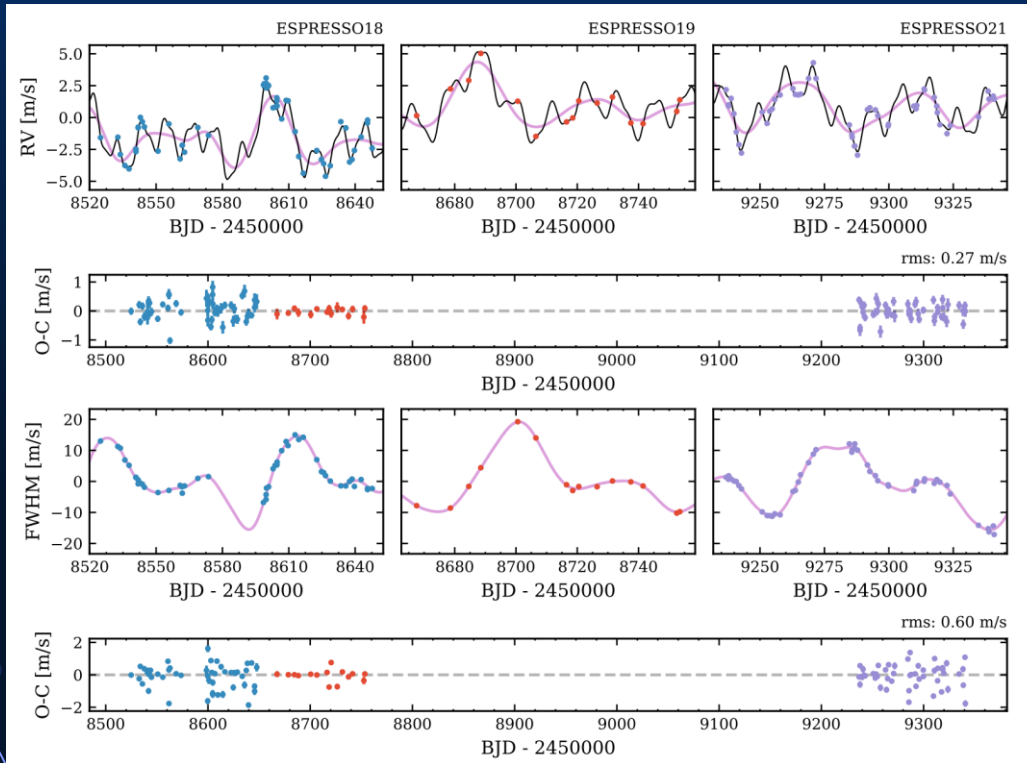 ESPRESSO18 ESPRESSO19 ESPRESSO21
RV [m/s]
5.0
2.5
0.0
−2.5
−5.0
8520 8550 8580 8610 8640 8680 8700 8720 8740 9250 9275 9300 9325
BJD - 2450000 BJD - 2450000 BJD - 2450000
rms: 0.27 m/s
O-C [m/s]
1
0
−1
8500 8600 8700 8800 8900 9000 9100 9200 9300
BJD - 2450000
FWHM [m/s]
20
10
0
−10
−20
8520 8550 8580 8610 8640 8680 8700 8720 8740 9250 9275 9300 9325
BJD - 2450000 BJD - 2450000 BJD - 2450000
rms: 0.60 m/s
O-C [m/s]
2
0
−2
8500 8600 8700 8800 8900 9000 9100 9200 9300
BJD - 2450000